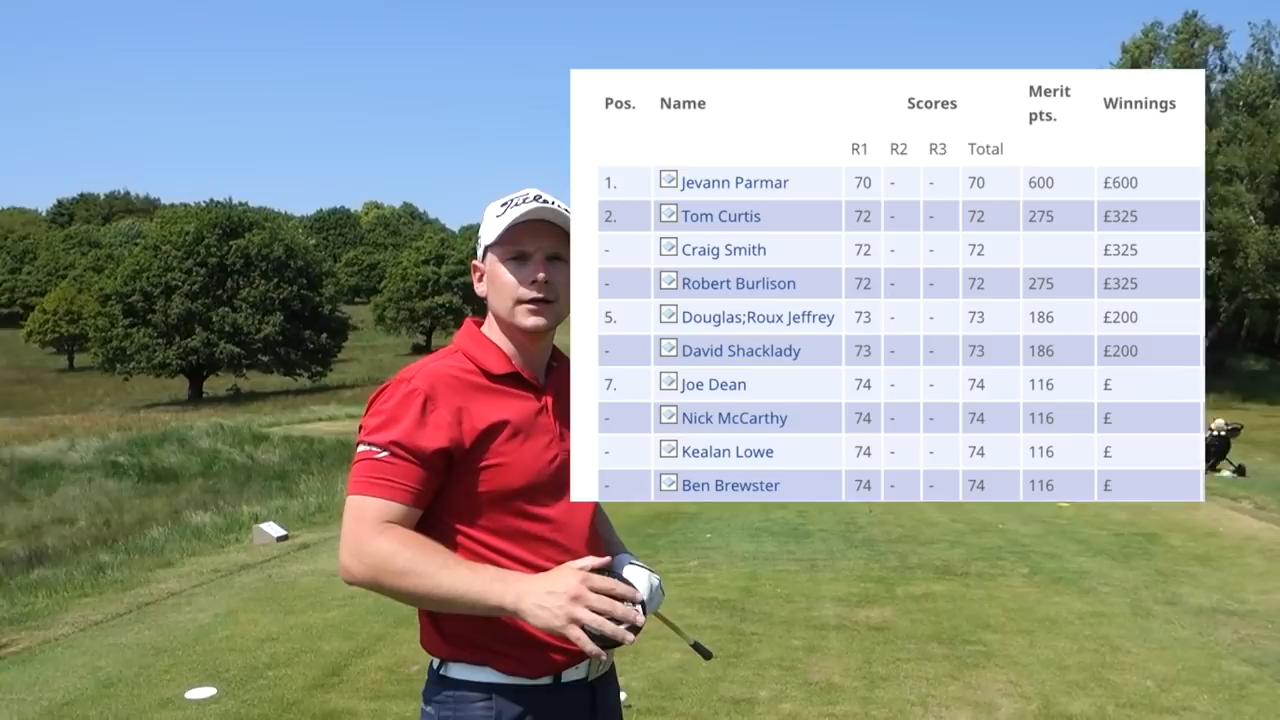 Titleist
Pos. Name Scores Merit pts. Winnings
R1 R2 R3 Total
1. Jevann Parmar 70 - - 70 600 £600
2. Tom Curtis 72 - - 72 275 £325
- Craig Smith 72 - - 72 £325
- Robert Burlison 72 - - 72 275 £325
5. Douglas;Roux Jeffrey 73 - - 73 186 £200
- David Shacklady 73 - - 73 186 £200
7. Joe Dean 74 - - 74 116 £
- Nick McCarthy 74 - - 74 116 £
- Kealan Lowe 74 - - 74 116 £
- Ben Brewster 74 - - 74 116 £